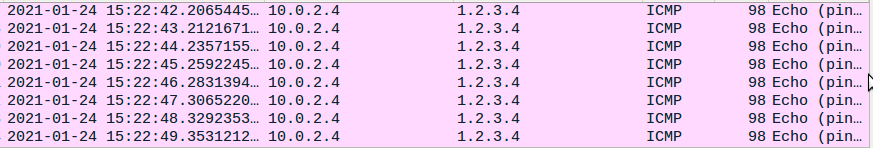 2021-01-24 15:22:42.2065445… 10.0.2.4 1.2.3.4 ICMP 98 Echo (pin…
2021-01-24 15:22:43.2121671… 10.0.2.4 1.2.3.4 ICMP 98 Echo (pin…
2021-01-24 15:22:44.2357155… 10.0.2.4 1.2.3.4 ICMP 98 Echo (pin…
2021-01-24 15:22:45.2592245… 10.0.2.4 1.2.3.4 ICMP 98 Echo (pin…
2021-01-24 15:22:46.2831394… 10.0.2.4 1.2.3.4 ICMP 98 Echo (pin…
2021-01-24 15:22:47.3065220… 10.0.2.4 1.2.3.4 ICMP 98 Echo (pin…
2021-01-24 15:22:48.3292353… 10.0.2.4 1.2.3.4 ICMP 98 Echo (pin…
2021-01-24 15:22:49.3531212… 10.0.2.4 1.2.3.4 ICMP 98 Echo (pin…